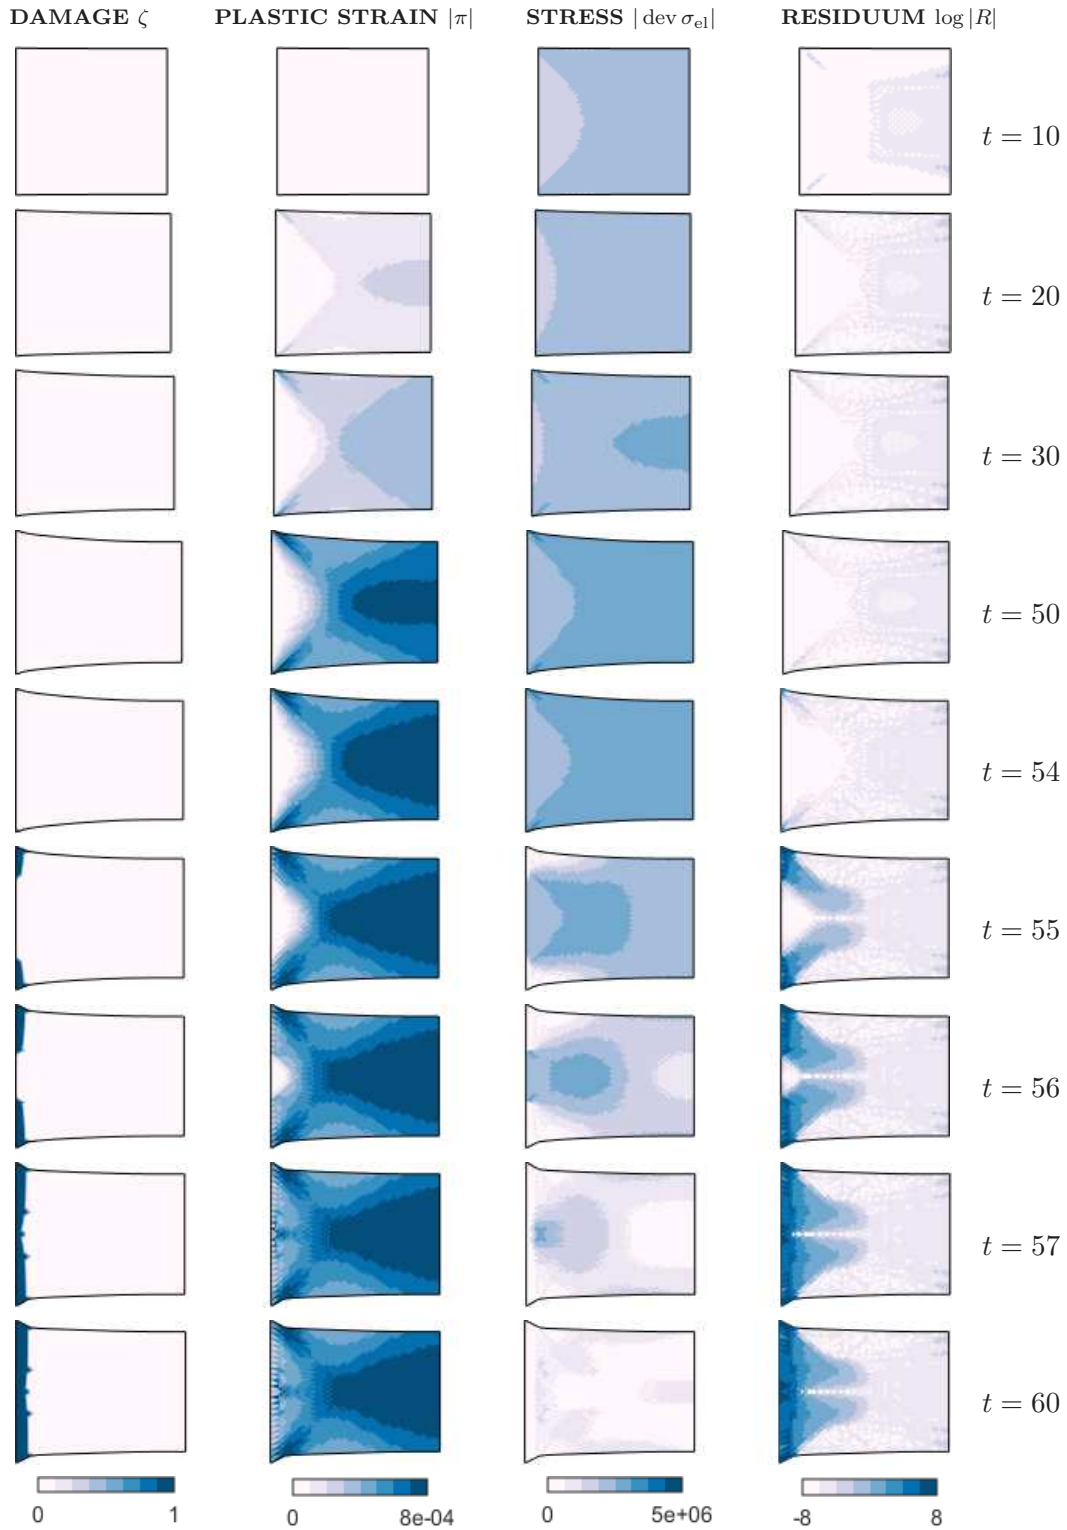 DAMAGE ζ PLASTIC STRAIN |π| STRESS | dev σ_el| RESIDUUM log |R|
t = 10
t = 20
t = 30
t = 50
t = 54
t = 55
t = 56
t = 57
t = 60
0 1 0 8e-04 0 5e+06 -8 8